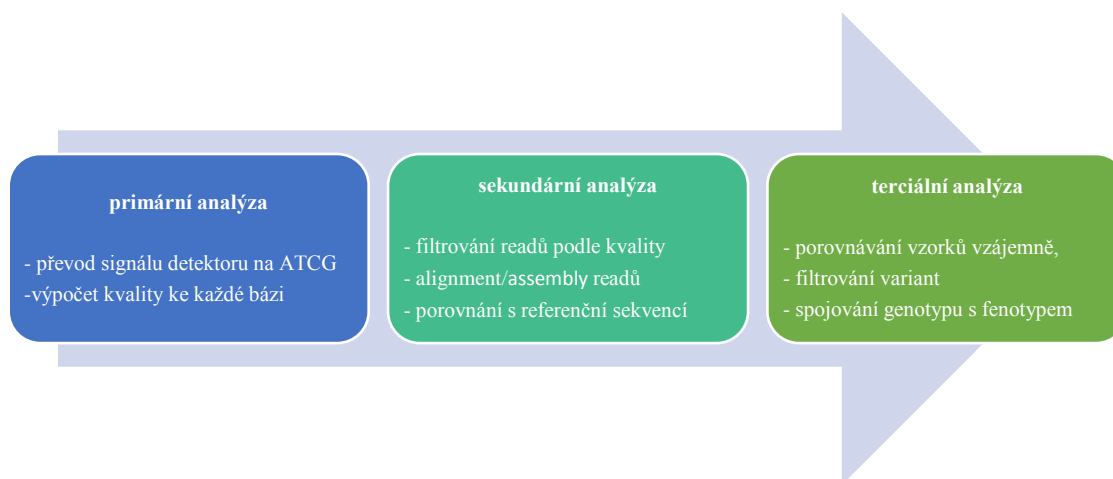 primární analýza
- převod signálu detektoru na ATCG
-výpočet kvality ke každé bázi
sekundární analýza
- filtrování readů podle kvality
- alignment/assembly readů
- porovnání s referenční sekvencí
terciální analýza
- porovnávání vzorků vzájemně,
- filtrování variant
- spojování genotypu s fenotypem